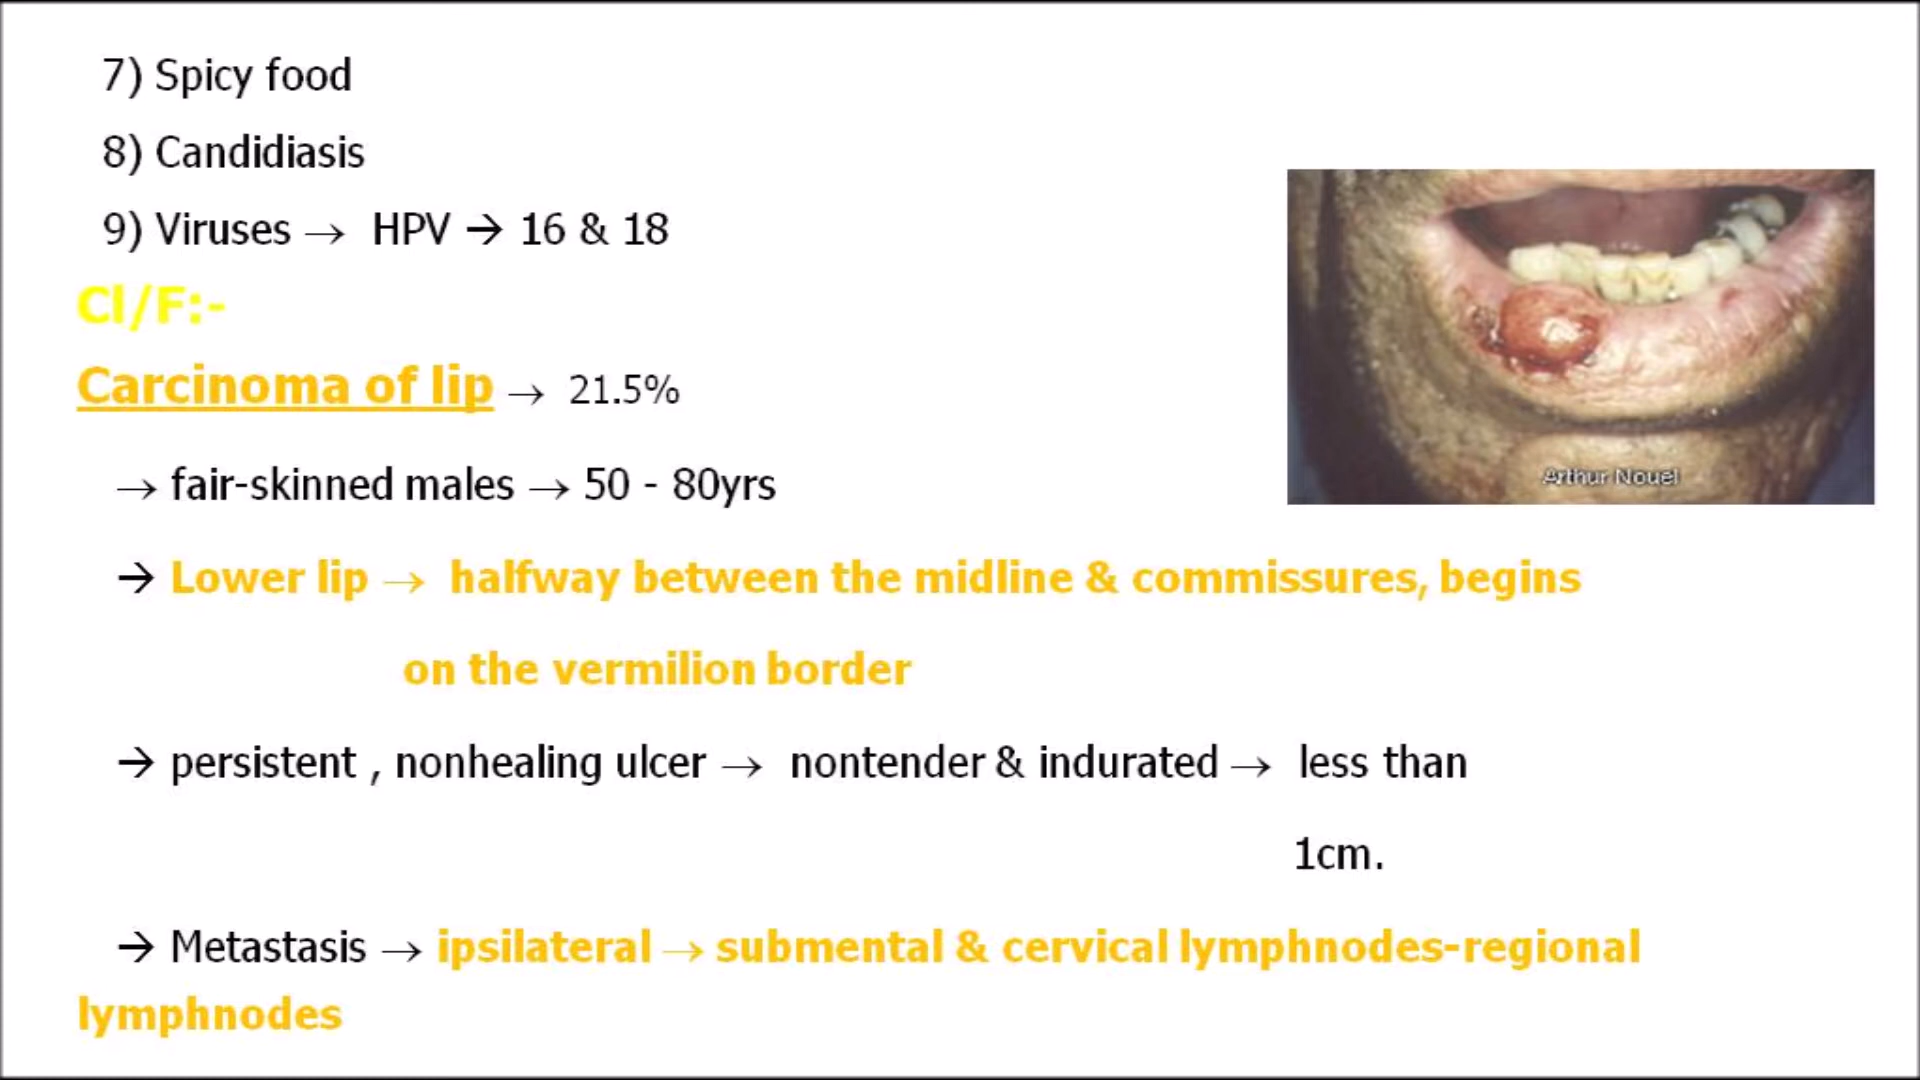 7) Spicy food
8) Candidiasis
9) Viruses → HPV → 16 & 18
Cl/F:-
Carcinoma of lip → 21.5%
→ fair-skinned males → 50 - 80yrs
→ Lower lip → halfway between the midline & commissures, begins
on the vermilion border
→ persistent , nonhealing ulcer → nontender & indurated → less than
1cm.
→ Metastasis → ipsilateral → submental & cervical lymphnodes-regional
lymphnodes
Arthur Nouel